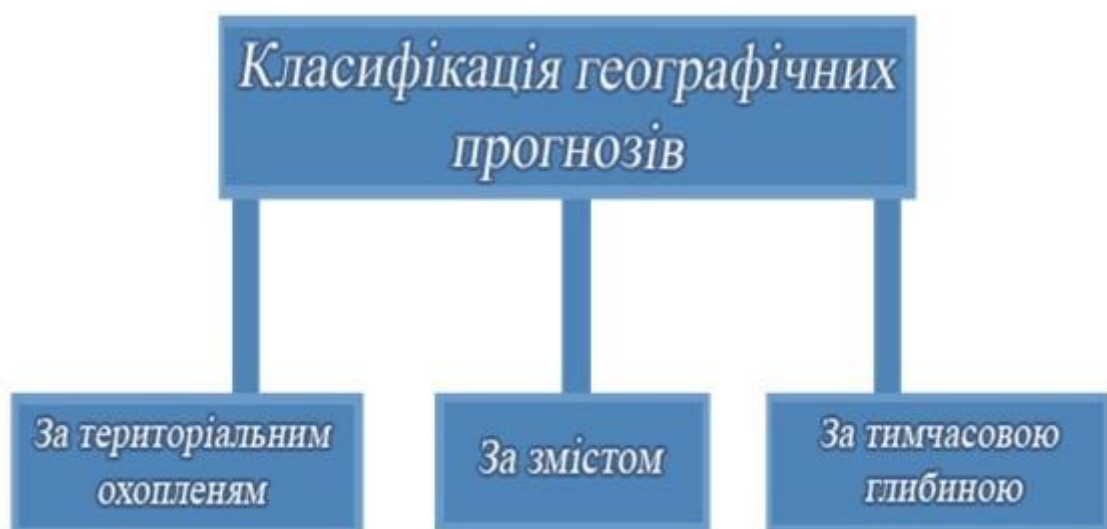 Класифікація географічних
прогнозів
За територіальним
охопленям
За змістом
За тимчасовою
глибиною